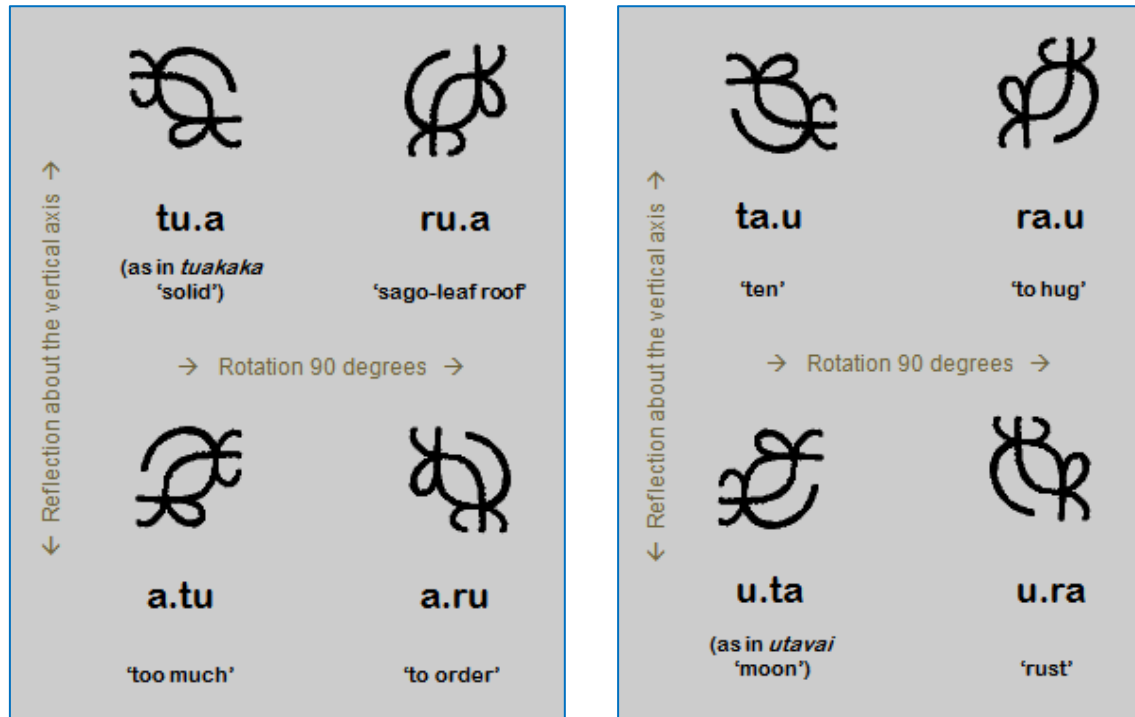 tu.a
ru.a
(as in tuakaka
‘solid’)
‘sago-leaf roof’
← Reflection about the vertical axis →
→ Rotation 90 degrees →
a.tu
a.ru
‘too much’
‘to order’
ta.u
ra.u
‘ten’
‘to hug’
← Reflection about the vertical axis →
→ Rotation 90 degrees →
u.ta
u.ra
(as in utavai
‘moon’)
‘rust’